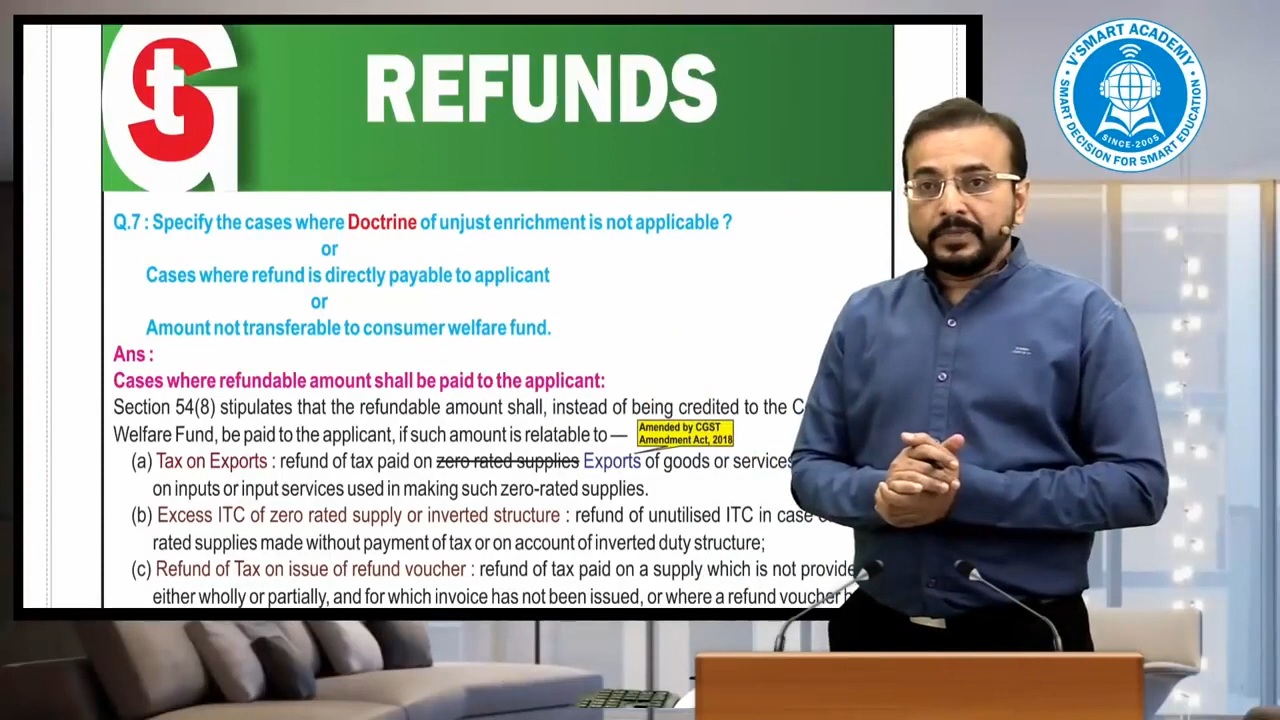 GSt
REFUNDS
V'SMART ACADEMY
SMART DECISION FOR SMART EDUCATION
SINCE-2005
Q.7 : Specify the cases where Doctrine of unjust enrichment is not applicable ?
or
Cases where refund is directly payable to applicant
or
Amount not transferable to consumer welfare fund.
Ans :
Cases where refundable amount shall be paid to the applicant:
Section 54(8) stipulates that the refundable amount shall, instead of being credited to the
Welfare Fund, be paid to the applicant, if such amount is relatable to —
Amended by CGST
Amendment Act, 2018
(a) Tax on Exports : refund of tax paid on zero rated supplies Exports of goods or services
on inputs or input services used in making such zero-rated supplies.
(b) Excess ITC of zero rated supply or inverted structure : refund of unutilised ITC in case
rated supplies made without payment of tax or on account of inverted duty structure;
(c) Refund of Tax on issue of refund voucher : refund of tax paid on a supply which is not
either wholly or partially, and for which invoice has not been issued, or where a refund voucher